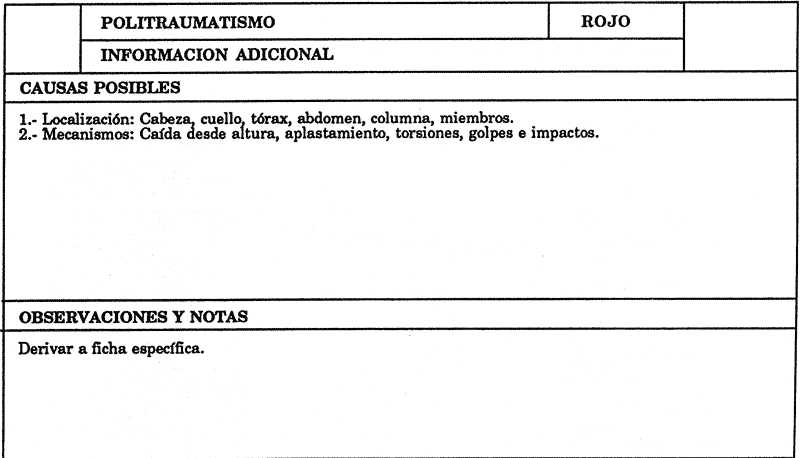 POLITRAUMATISMO
ROJO
INFORMACION ADICIONAL
CAUSAS POSIBLES
1.- Localización: Cabeza, cuello, tórax, abdomen, columna, miembros.
2.- Mecanismos: Caída desde altura, aplastamiento, torsiones, golpes e impactos.
OBSERVACIONES Y NOTAS
Derivar a ficha específica.